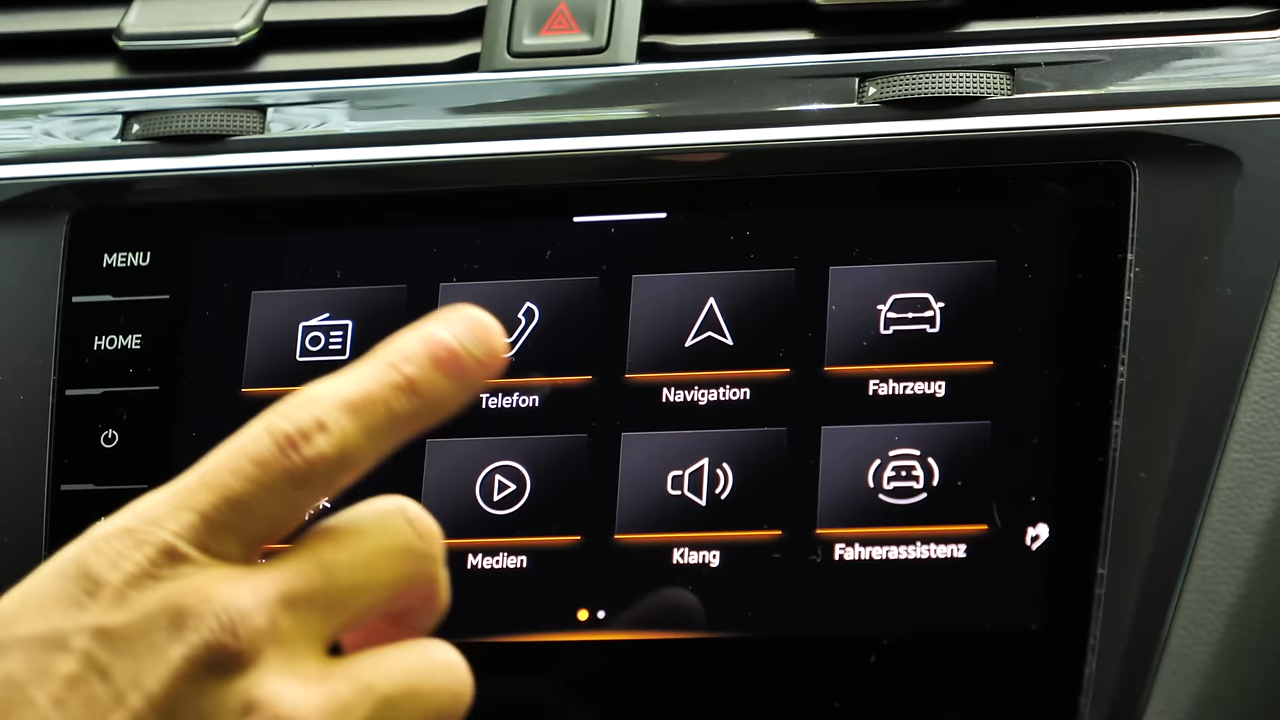 MENU
HOME
Telefon
Navigation
Fahrzeug
Medien
Klang
Fahrerassistenz